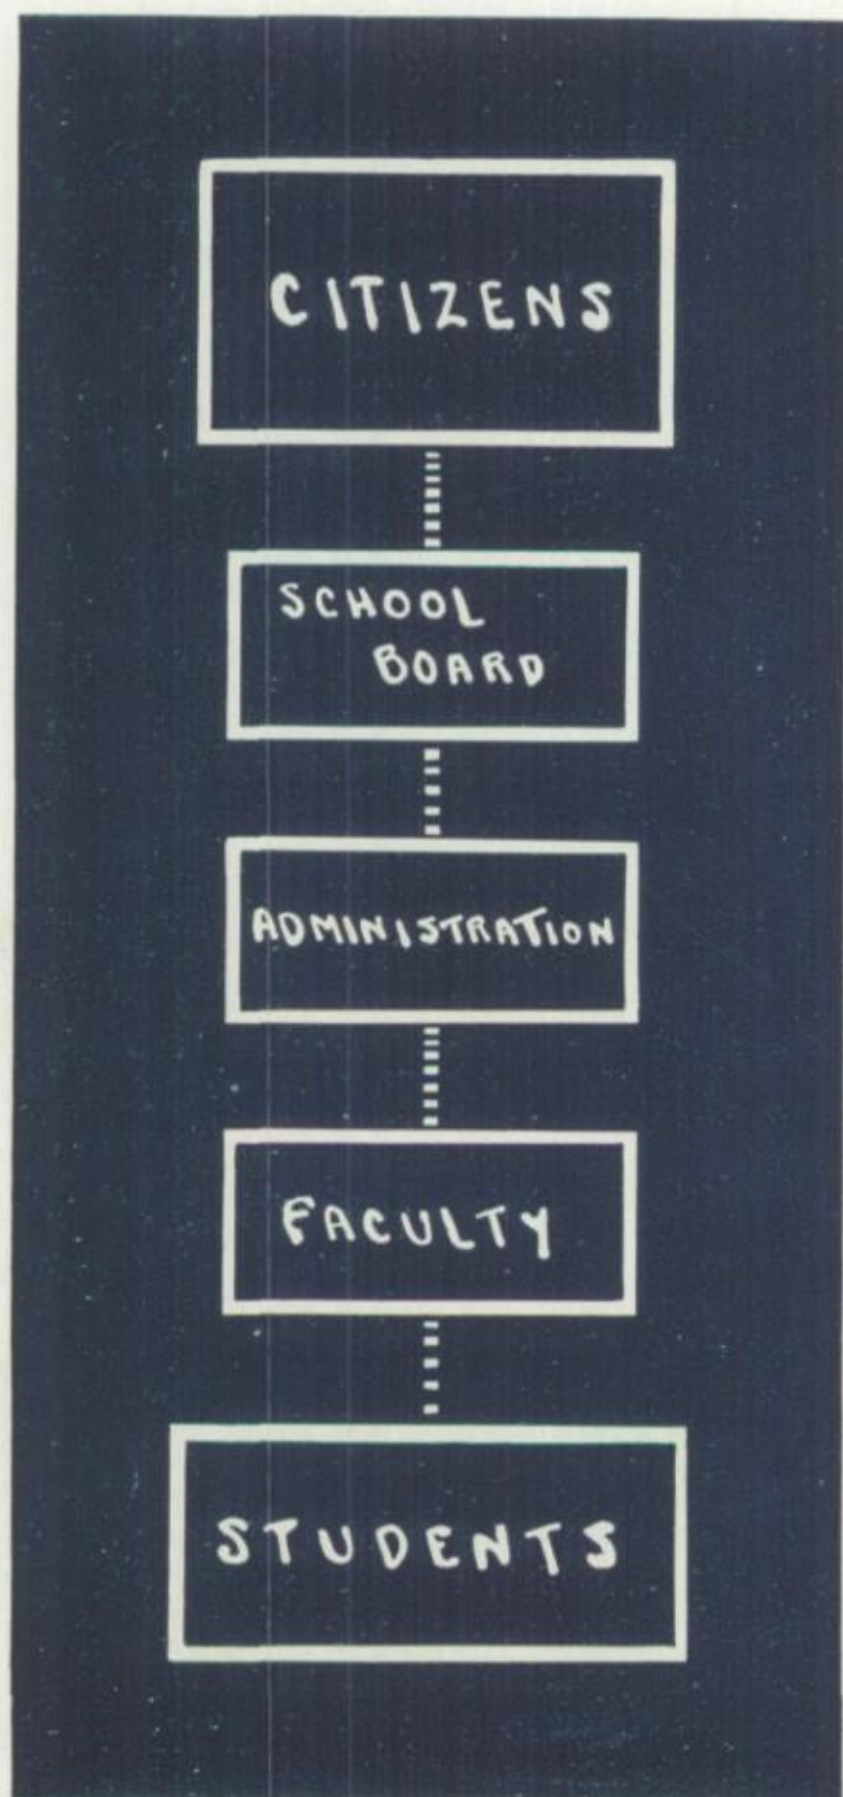 CITIZENS
SCHOOL
BOARD
ADMINISTRATION
FACULTY
STUDENTS